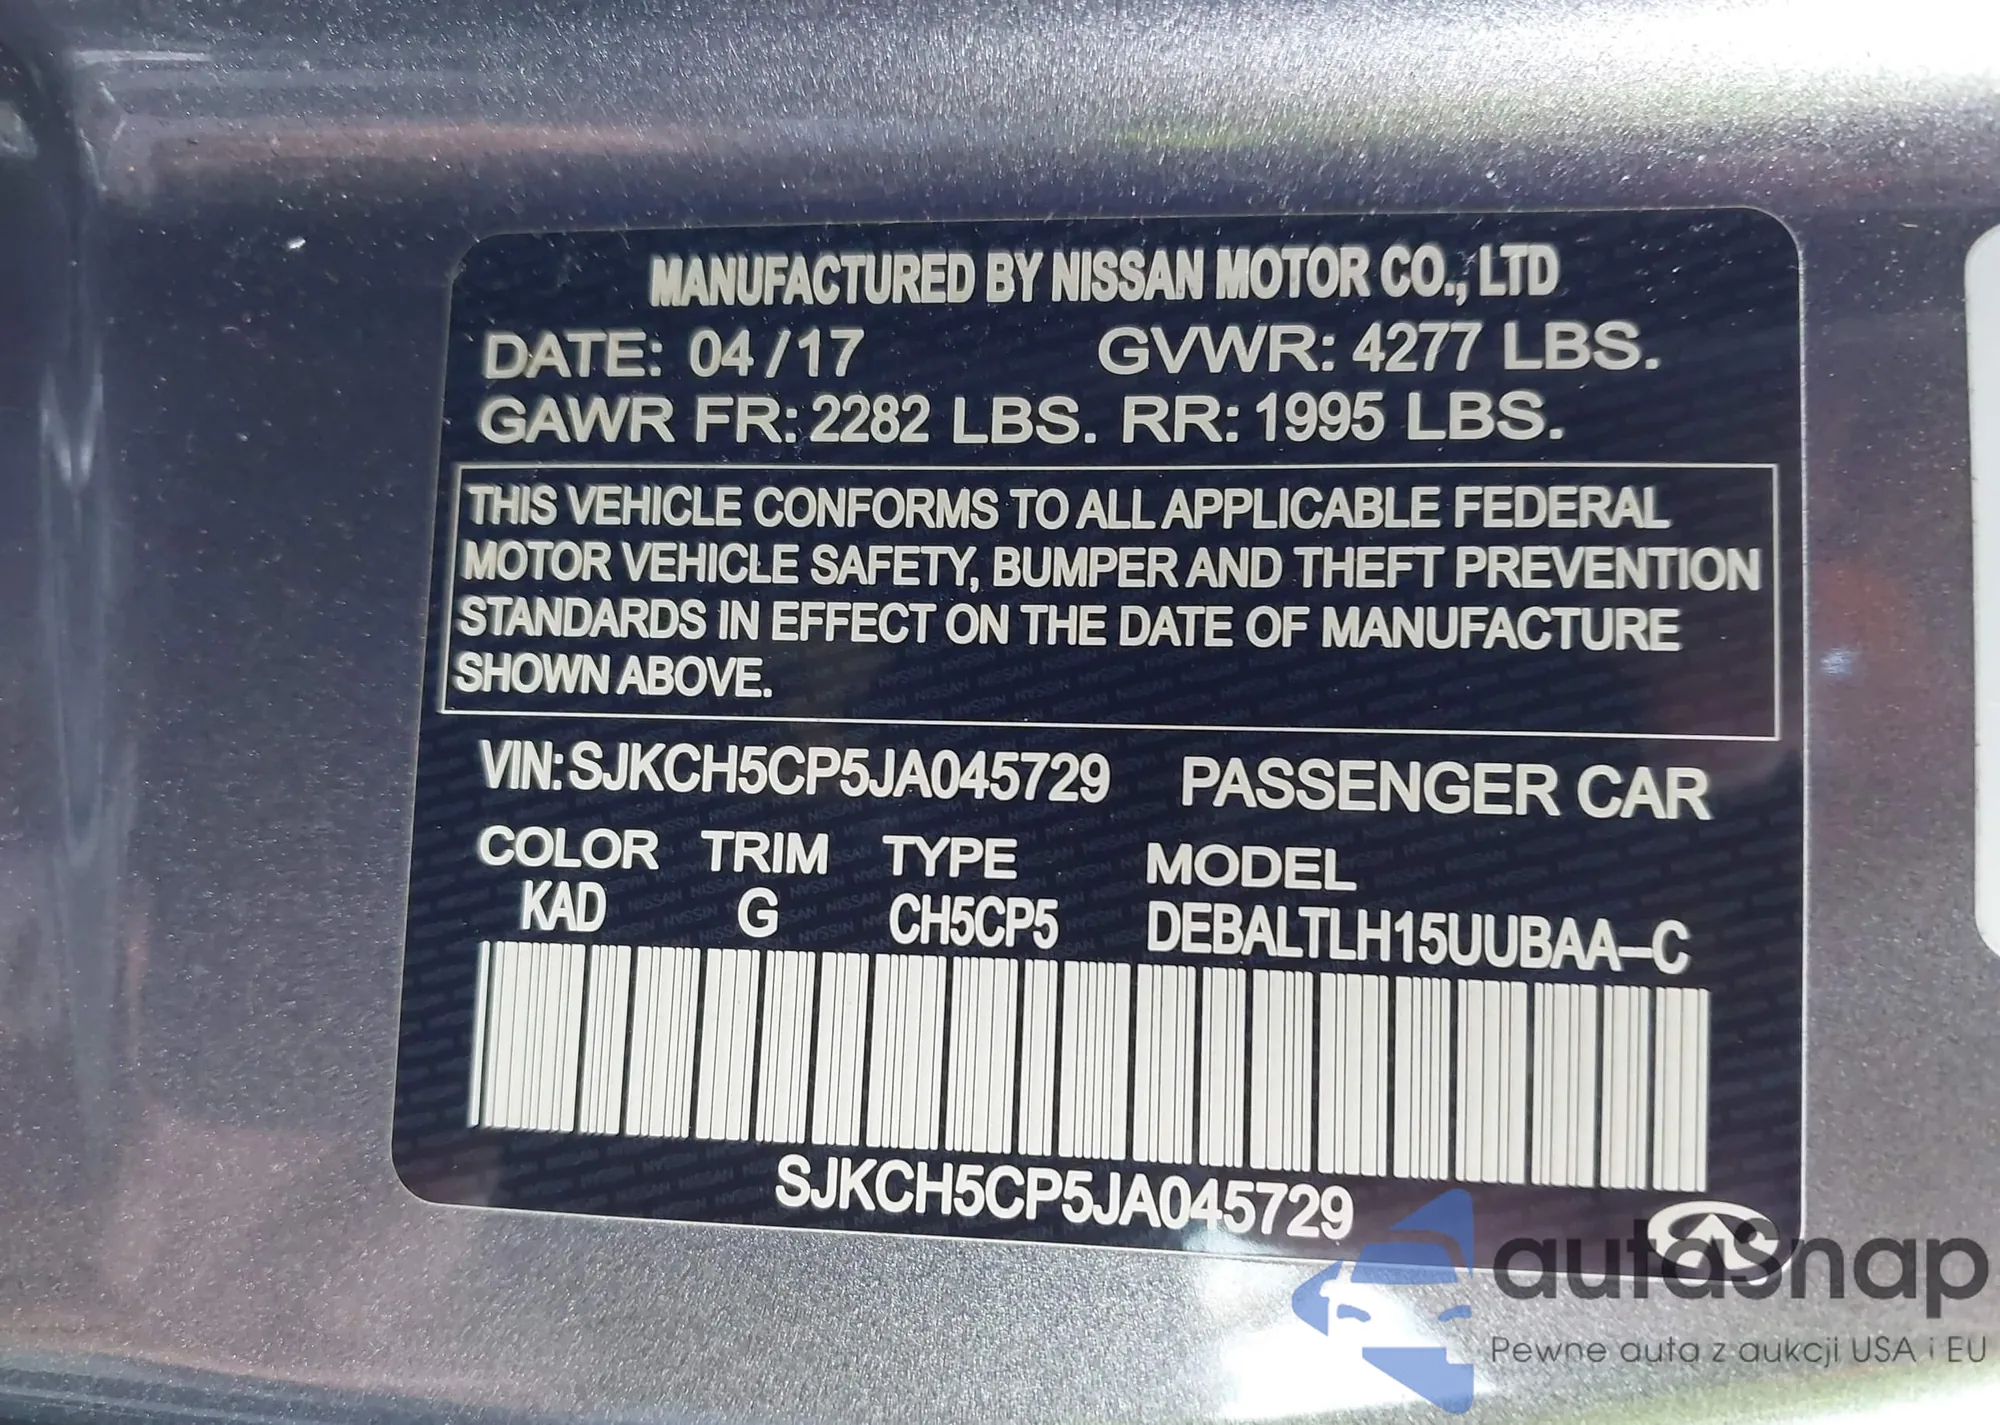 MANUFACTURED BY NISSAN MOTOR CO., LTD
DATE: 04/17 GVWR: 4277 LBS.
GAWR FR: 2282 LBS. RR: 1995 LBS.
THIS VEHICLE CONFORMS TO ALL APPLICABLE FEDERAL
MOTOR VEHICLE SAFETY, BUMPER AND THEFT PREVENTION
STANDARDS IN EFFECT ON THE DATE OF MANUFACTURE
SHOWN ABOVE.
VIN: SJKCH5CP5JA045729 PASSENGER CAR
COLOR TRIM TYPE MODEL
KAD G CH5CP5 DEBALTLH15UUBAA-C
SJKCH5CP5JA045729
autosnap
Pewne auta z aukcji USA i EU